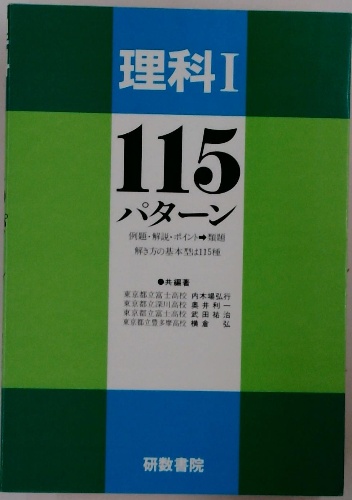 理科I
115
パターン
例題・解説・ポイント➡類題
解き方の基本型は115種
●共編著
東京都立富士高校 内木場弘行
東京都立深川高校 奥井利一
東京都立富士高校 武田祐治
東京都立豊多摩高校 横倉 弘
研数書院